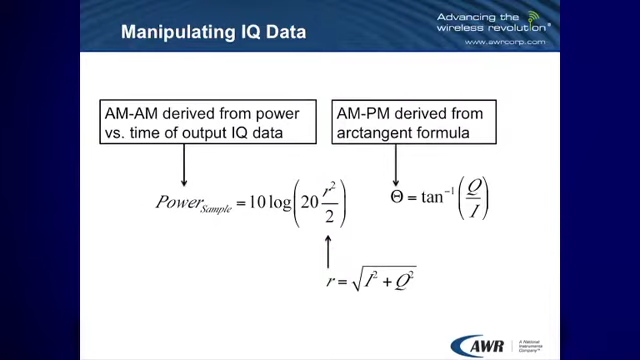 Manipulating IQ Data
Advancing the
wireless revolution
www.awrcorp.com
AM-AM derived from power
vs. time of output IQ data
AM-PM derived from
arctangent formula
Power_Sample = 10 log(20 r²/2)
Θ = tan⁻¹(Q/I)
r = √(I² + Q²)
AWR
A National
Instruments
Company